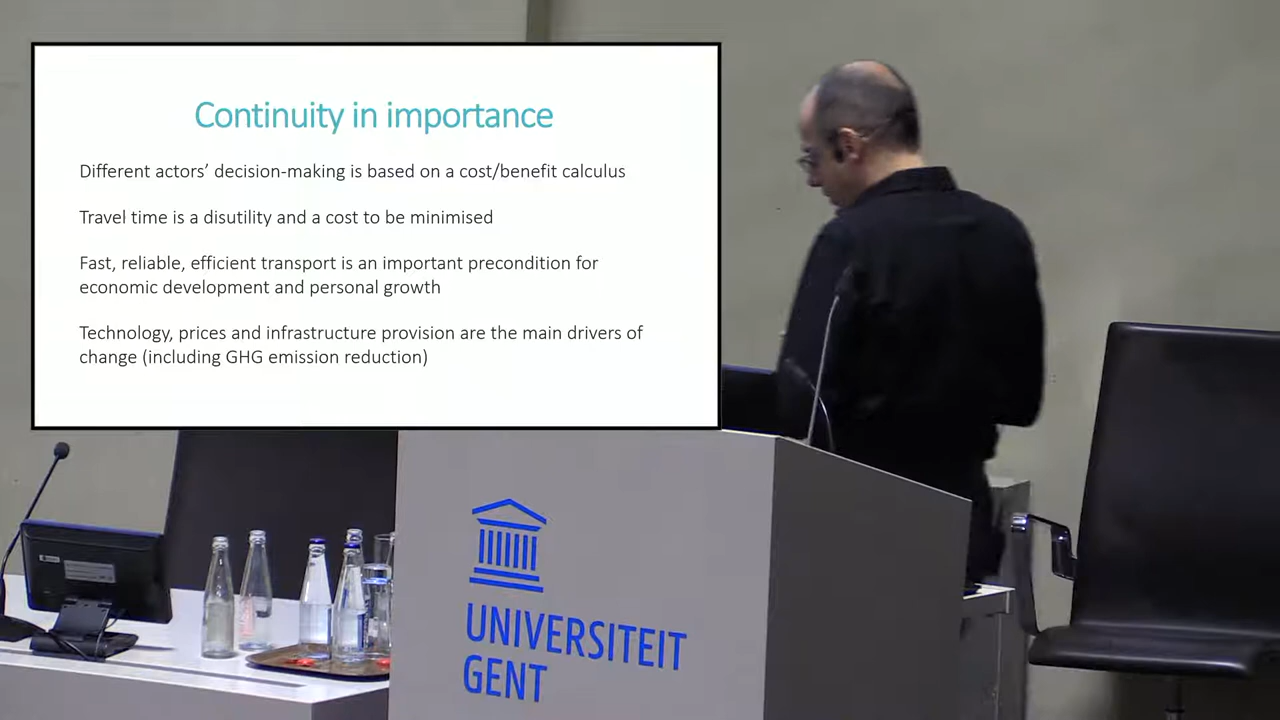 Continuity in importance
Different actors’ decision-making is based on a cost/benefit calculus
Travel time is a disutility and a cost to be minimised
Fast, reliable, efficient transport is an important precondition for
economic development and personal growth
Technology, prices and infrastructure provision are the main drivers of
change (including GHG emission reduction)
UNIVERSITEIT
GENT